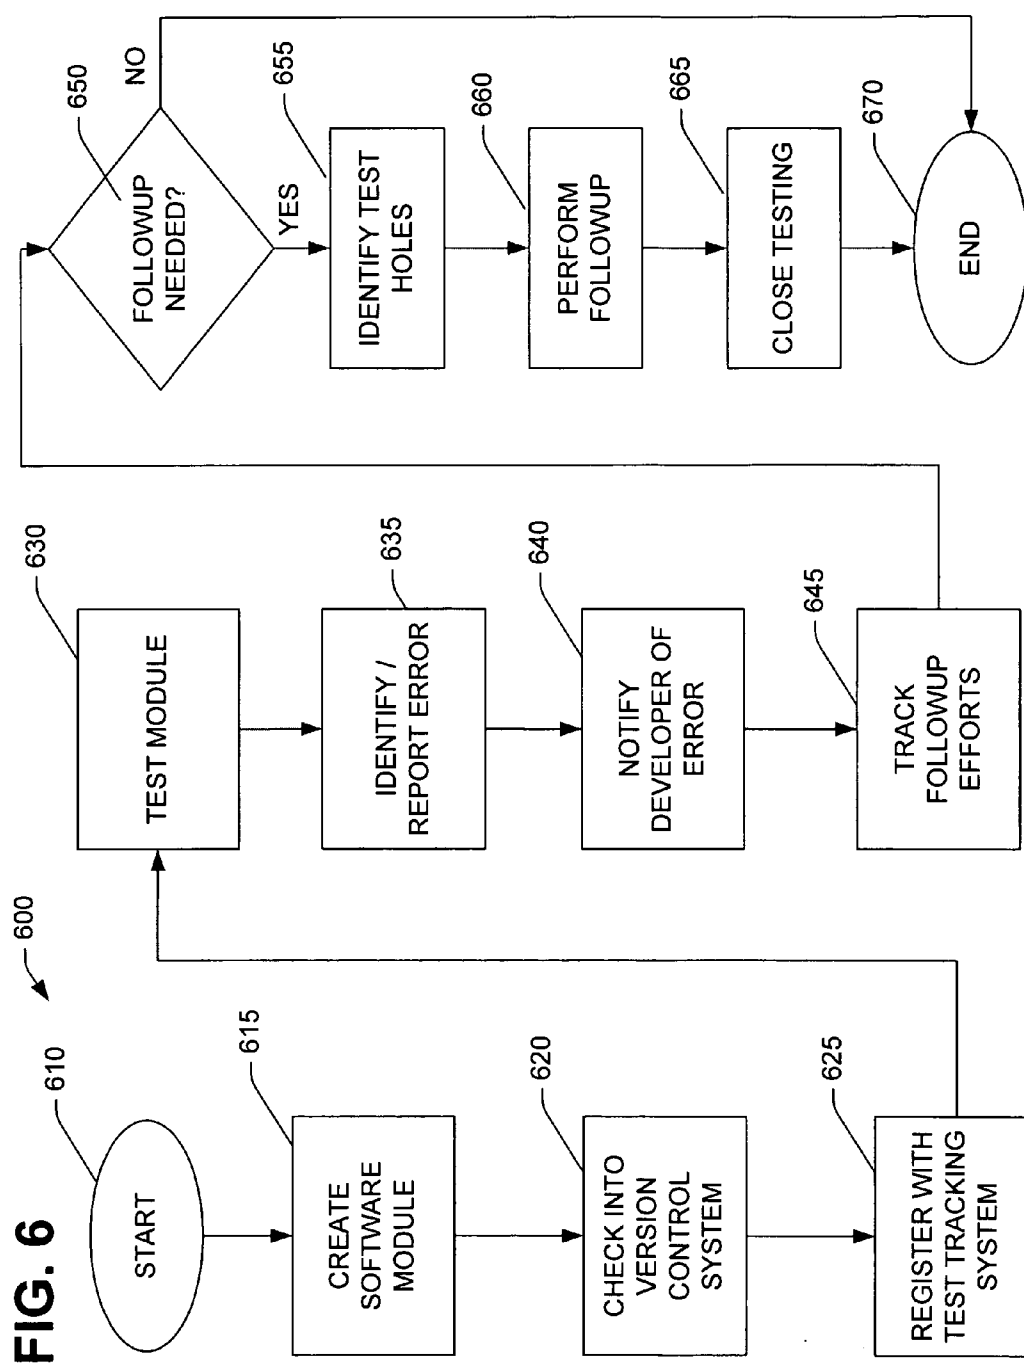 FIG. 6
600
610
START
615
CREATE
SOFTWARE
MODULE
620
CHECK INTO
VERSION
CONTROL
SYSTEM
625
REGISTER WITH
TEST TRACKING
SYSTEM
630
TEST MODULE
635
IDENTIFY /
REPORT ERROR
640
NOTIFY
DEVELOPER OF
ERROR
645
TRACK
FOLLOWUP
EFFORTS
650
FOLLOWUP
NEEDED?
NO
YES
655
IDENTIFY TEST
HOLES
660
PERFORM
FOLLOWUP
665
CLOSE TESTING
670
END